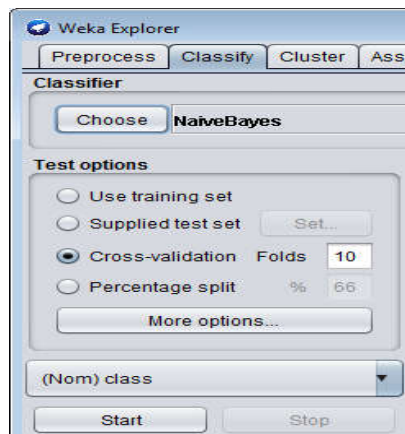 Weka Explorer
Preprocess Classify Cluster Ass
Classifier
Choose NaiveBayes
Test options
Use training set
Supplied test set Set...
Cross-validation Folds 10
Percentage split % 66
More options...
(Nom) class
Start Stop